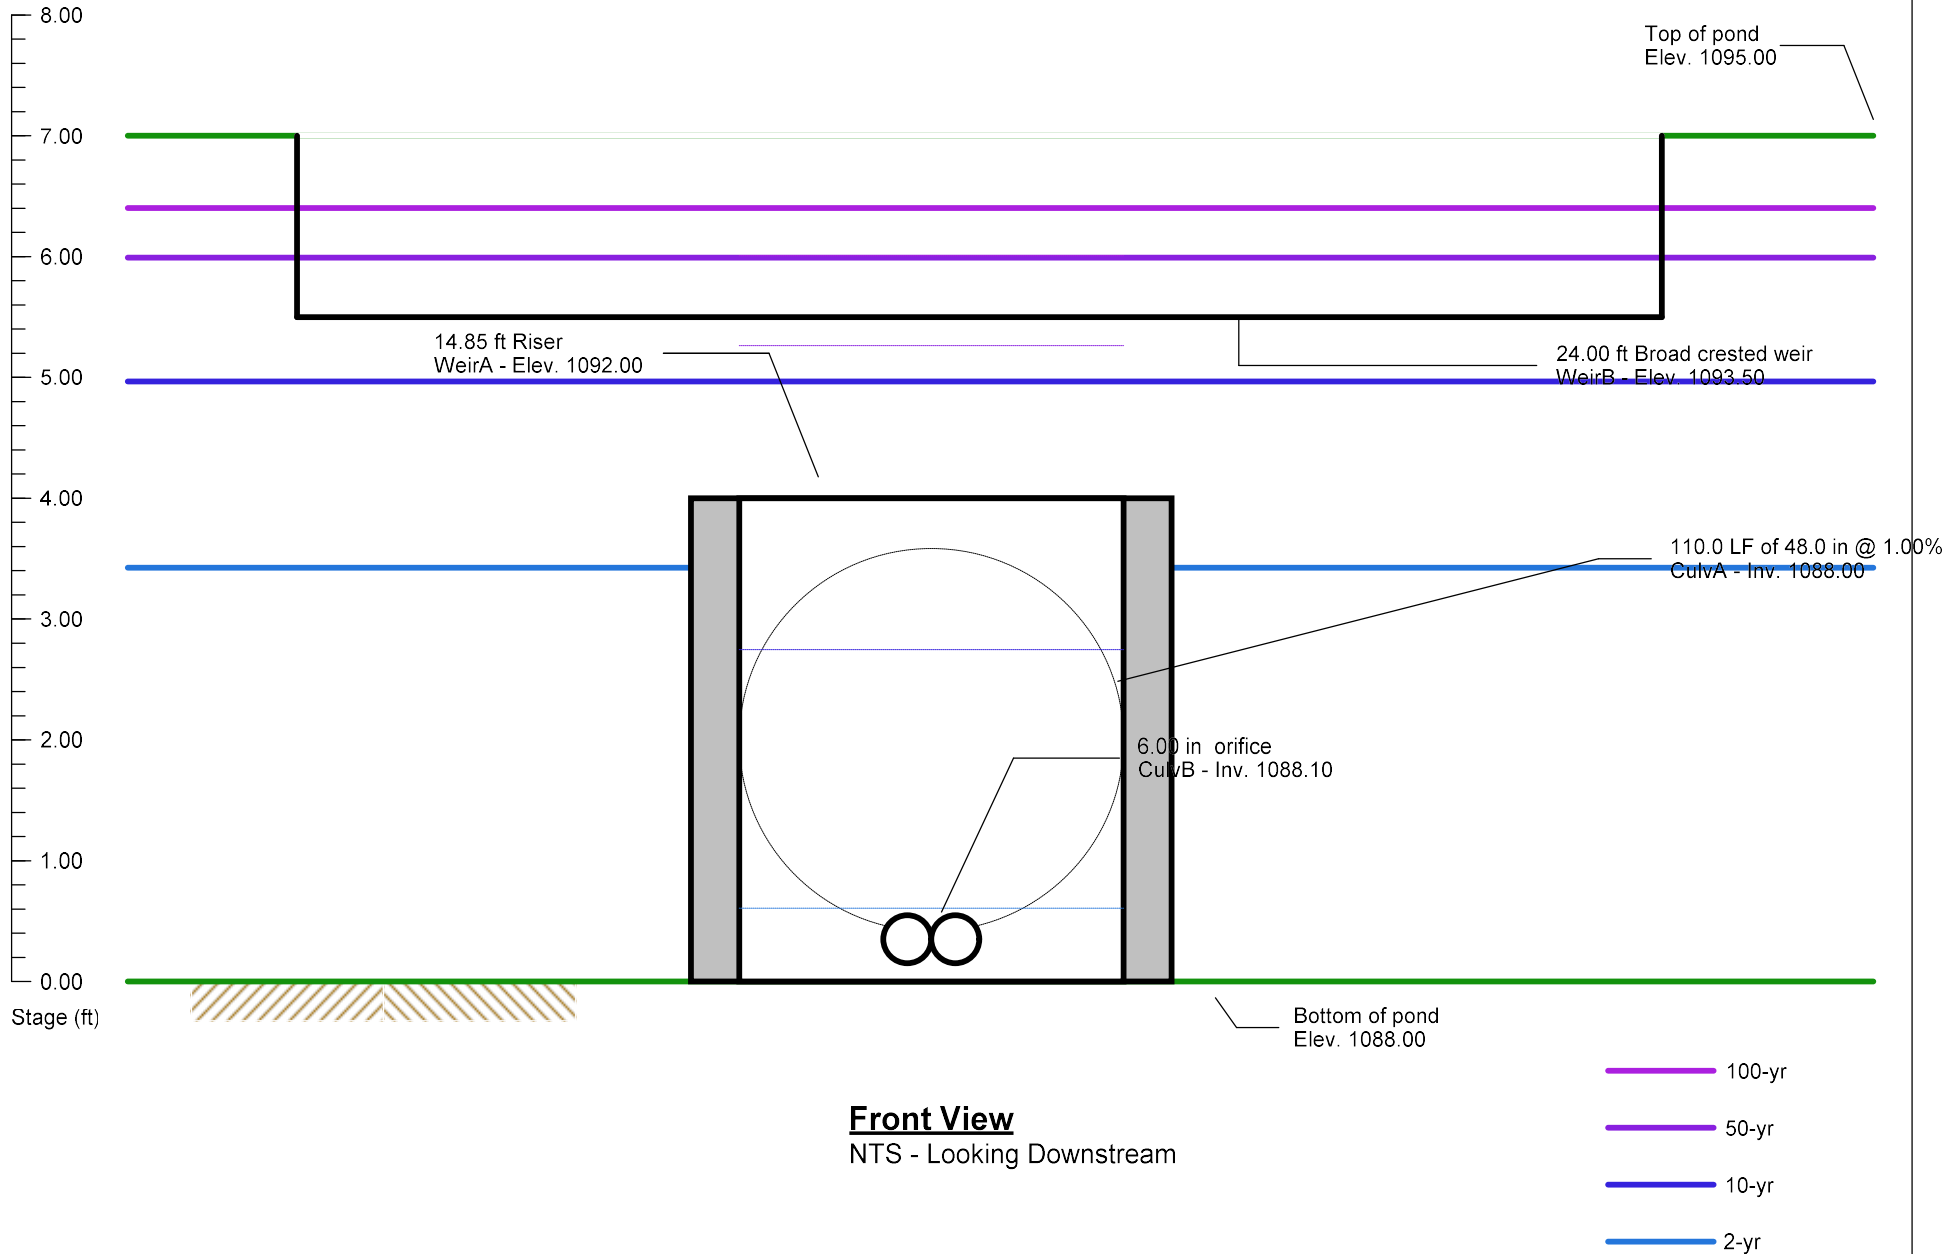 8.00
Top of pond
Elev. 1095.00
7.00
6.00
14.85 ft Riser
WeirA - Elev. 1092.00
24.00 ft Broad crested weir
WeirB - Elev. 1093.50
5.00
4.00
110.0 LF of 48.0 in @ 1.00%
CulvA - Inv. 1088.00
3.00
2.00
6.00 in  orifice
CulvB - Inv. 1088.10
1.00
0.00
Stage (ft)
Bottom of pond
Elev. 1088.00
100-yr
Front View
50-yr
NTS - Looking Downstream
10-yr
2-yr